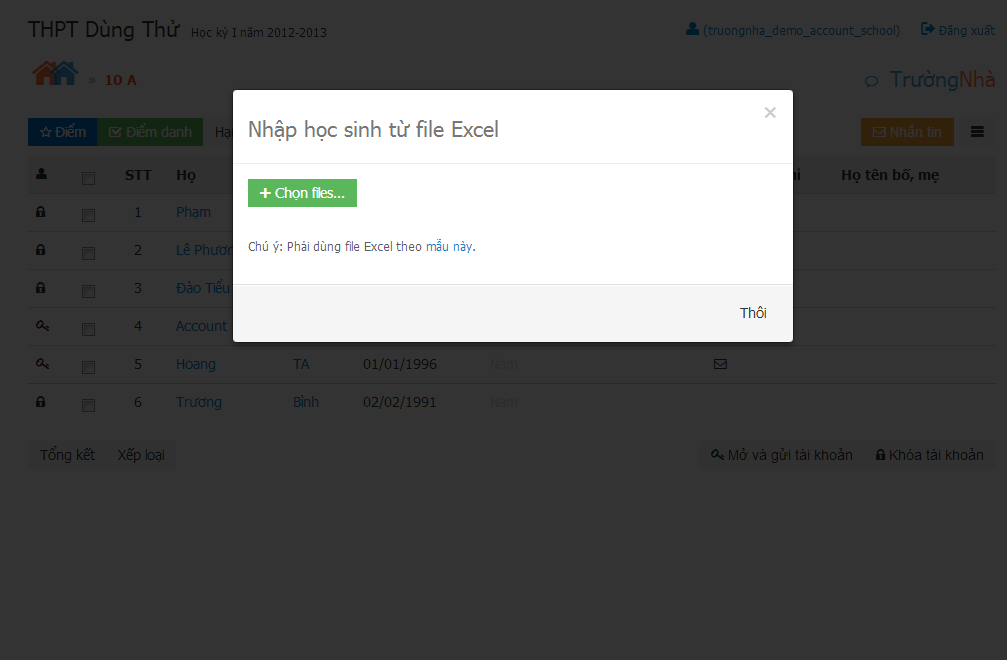 THPT Dùng Thử Học kỳ I năm 2012-2013 (truongnha_demo_account_school) Đăng xuất
» 10 A TrườngNhà
Nhập học sinh từ file Excel ×
Điểm Điểm danh Nhắn tin
STT Họ Họ tên bố, mẹ
+ Chọn files...
1 Phạm
2 Lê
Chú ý: Phải dùng file Excel theo mẫu này.
3 Đào Tiểu
4 Account
Thôi
5 Hoang TA 01/01/1996 Nam
6 Trương Bình 02/02/1991 Nam
Tổng kết Xếp loại Mở và gửi tài khoản Khóa tài khoản